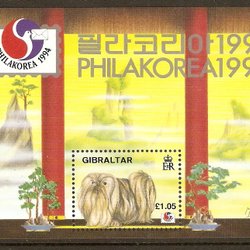 PHILAKOREA 1994
필라코리아199
PHILAKOREA199
GIBRALTAR
£1.05